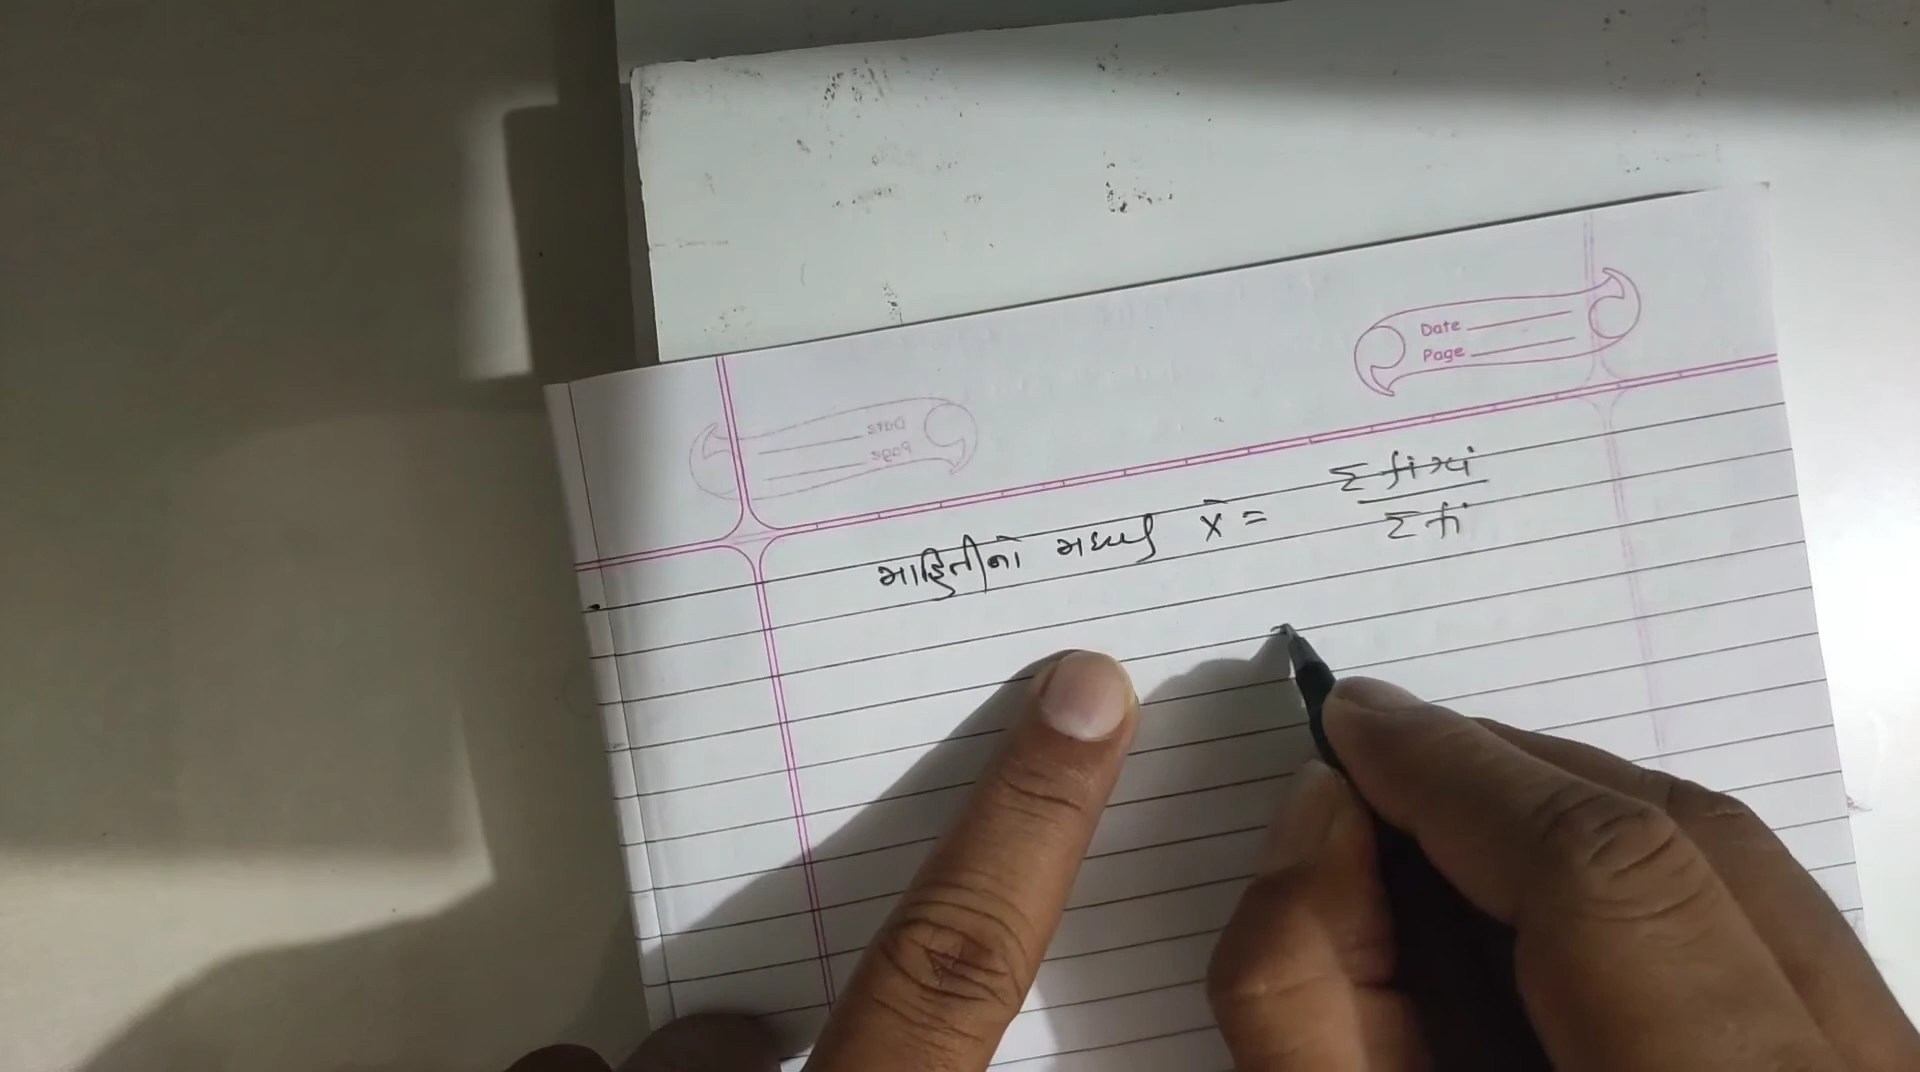 Date
Page
માહિતીનો મધ્યક x̄ = Σfixi / Σfi